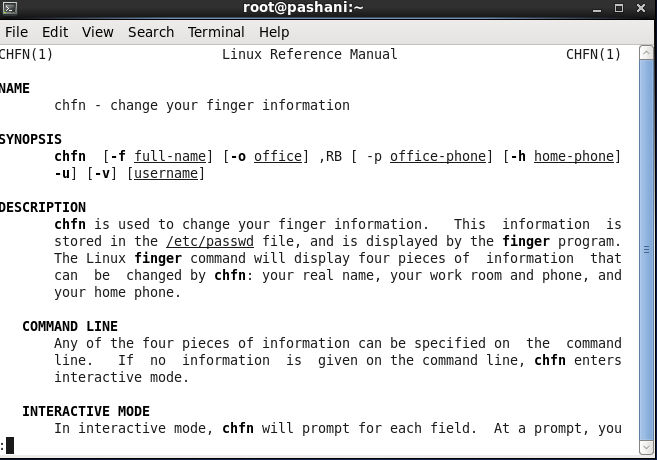 root@pashani:~
File Edit View Search Terminal Help
CHFN(1) Linux Reference Manual CHFN(1)
NAME
chfn - change your finger information
SYNOPSIS
chfn [-f full-name] [-o office] ,RB [ -p office-phone] [-h home-phone]
-u] [-v] [username]
DESCRIPTION
chfn is used to change your finger information. This information is
stored in the /etc/passwd file, and is displayed by the finger program.
The Linux finger command will display four pieces of information that
can be changed by chfn: your real name, your work room and phone, and
your home phone.
COMMAND LINE
Any of the four pieces of information can be specified on the command
line. If no information is given on the command line, chfn enters
interactive mode.
INTERACTIVE MODE
In interactive mode, chfn will prompt for each field. At a prompt, you
: